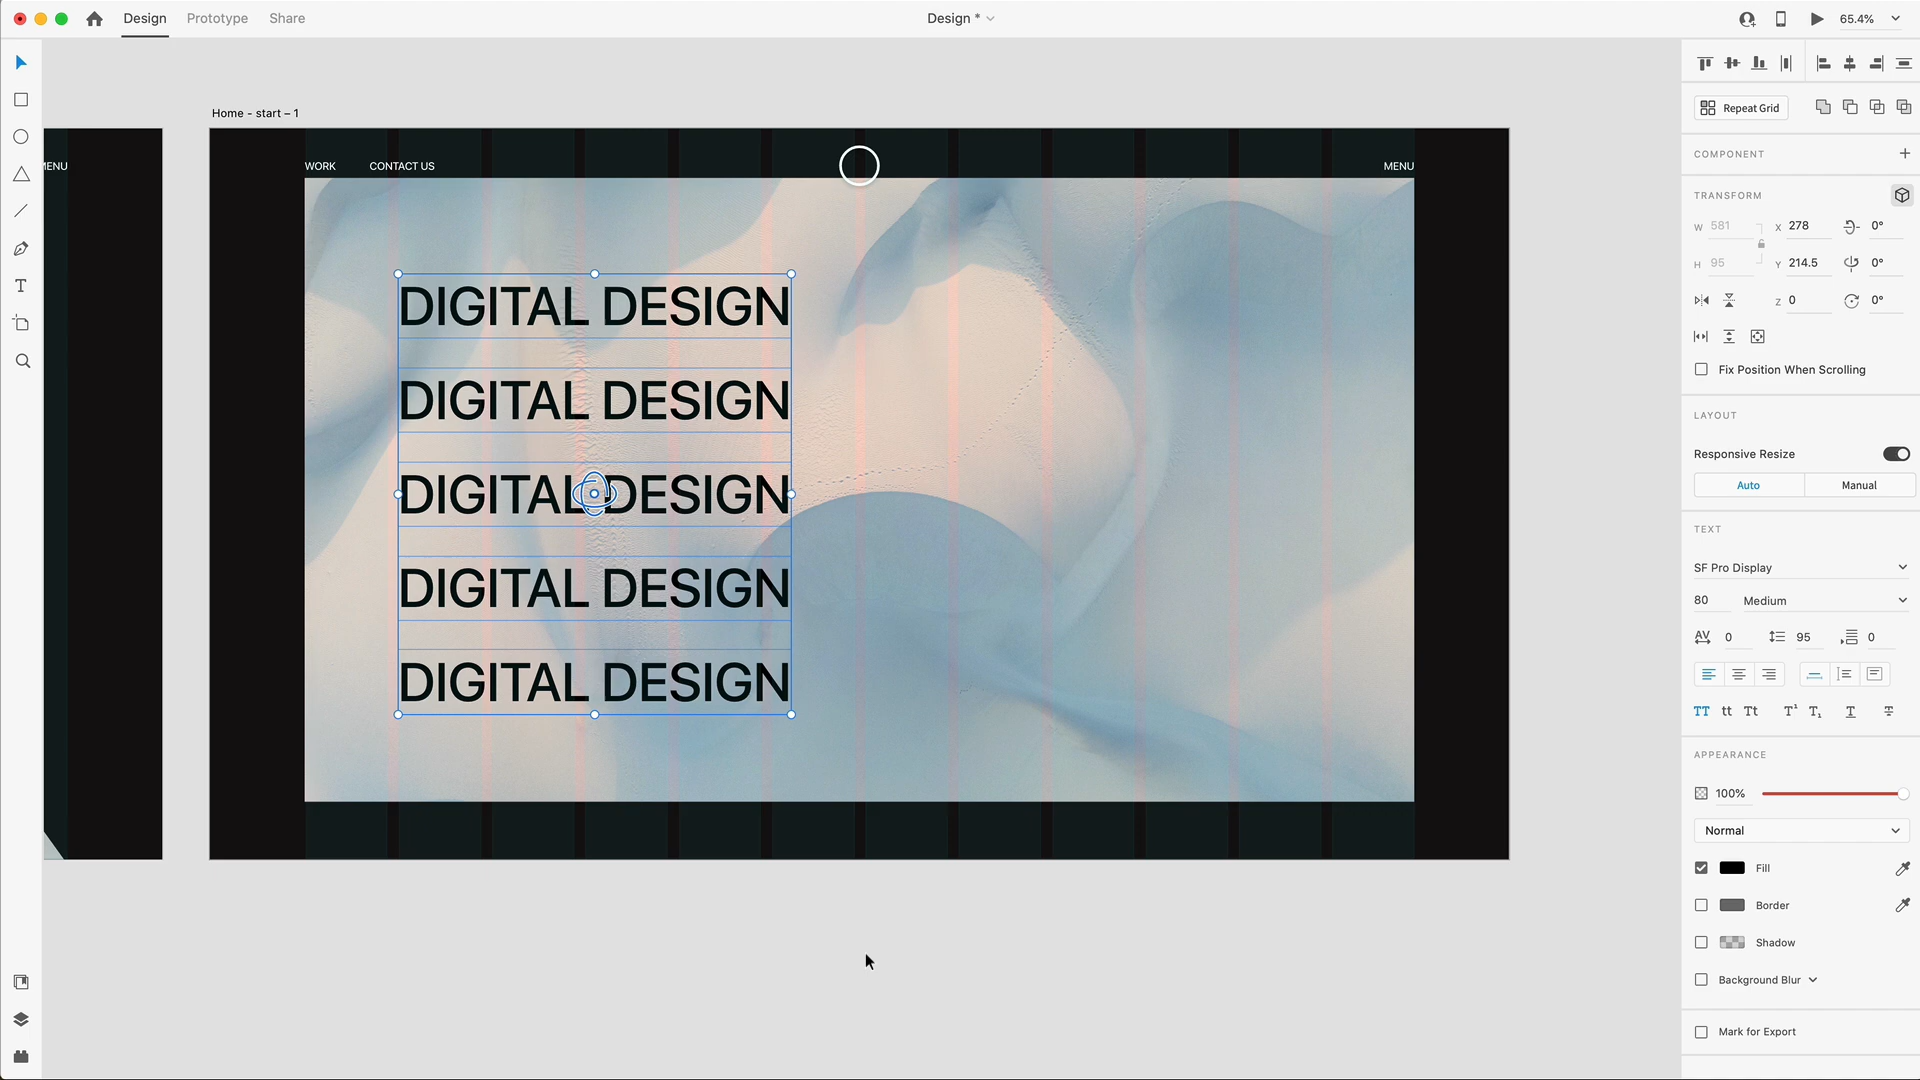 Design Prototype Share Design * 65.4%
Home - start – 1
MENU
WORK CONTACT US MENU
DIGITAL DESIGN
DIGITAL DESIGN
DIGITAL DESIGN
DIGITAL DESIGN
DIGITAL DESIGN
Repeat Grid
COMPONENT
TRANSFORM
W 581 X 278 0°
H 95 Y 214.5 0°
Z 0 0°
Fix Position When Scrolling
LAYOUT
Responsive Resize
Auto Manual
TEXT
SF Pro Display
80 Medium
AV 0 95 0
TT tt Tt T¹ T₁ T T
APPEARANCE
100%
Normal
Fill
Border
Shadow
Background Blur
Mark for Export